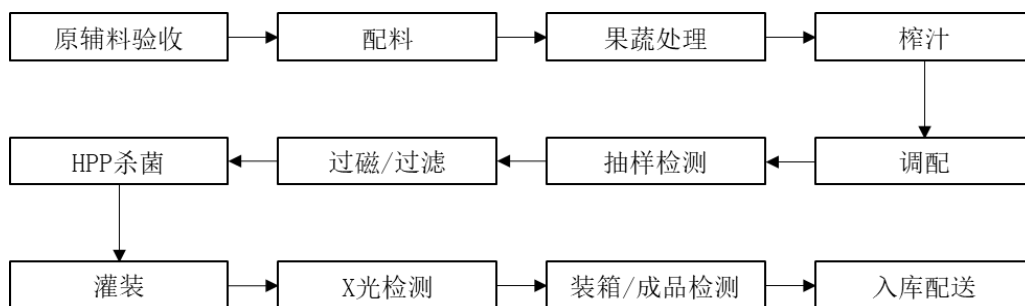 原辅料验收
配料
果蔬处理
榨汁
调配
抽样检测
过磁/过滤
HPP杀菌
灌装
X光检测
装箱/成品检测
入库配送